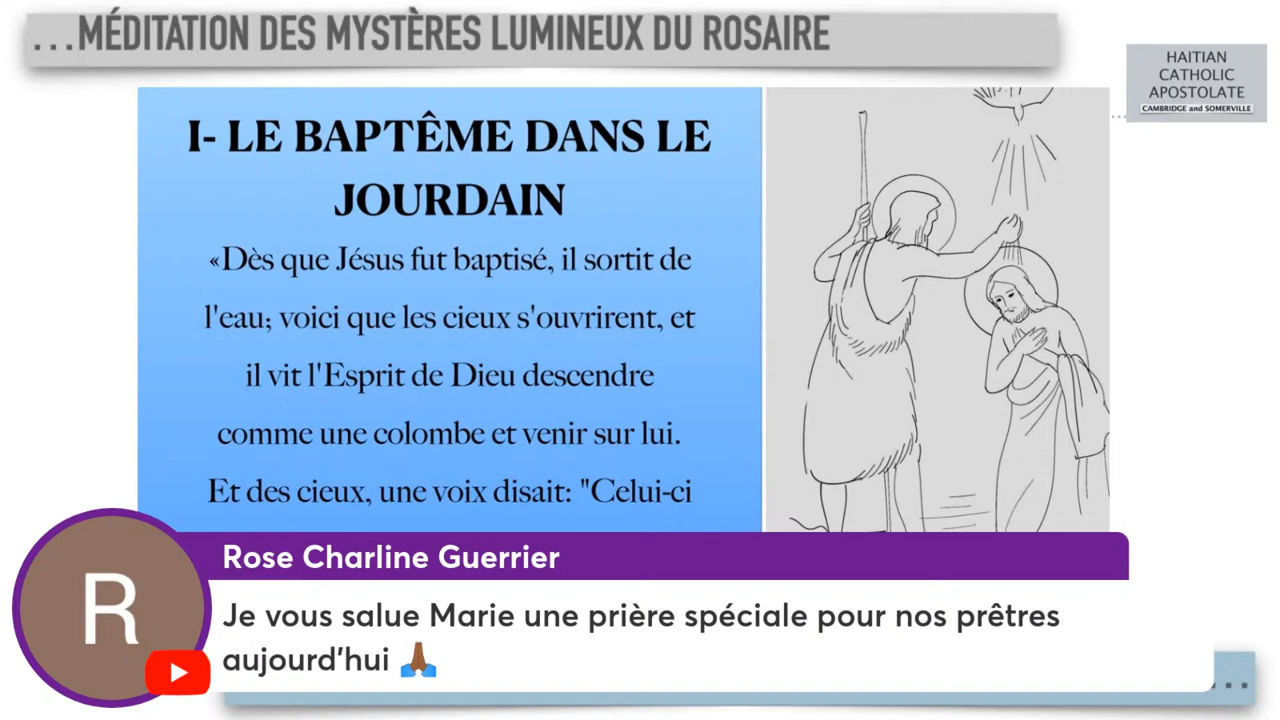 ...MÉDITATION DES MYSTÈRES LUMINEUX DU ROSAIRE
HAITIAN
CATHOLIC
APOSTOLATE
CAMBRIDGE and SOMERVILLE
I- LE BAPTÊME DANS LE
JOURDAIN
«Dès que Jésus fut baptisé, il sortit de
l'eau; voici que les cieux s'ouvrirent, et
il vit l'Esprit de Dieu descendre
comme une colombe et venir sur lui.
Et des cieux, une voix disait: "Celui-ci
R
Rose Charline Guerrier
Je vous salue Marie une prière spéciale pour nos prêtres
aujourd'hui 🙏🏾